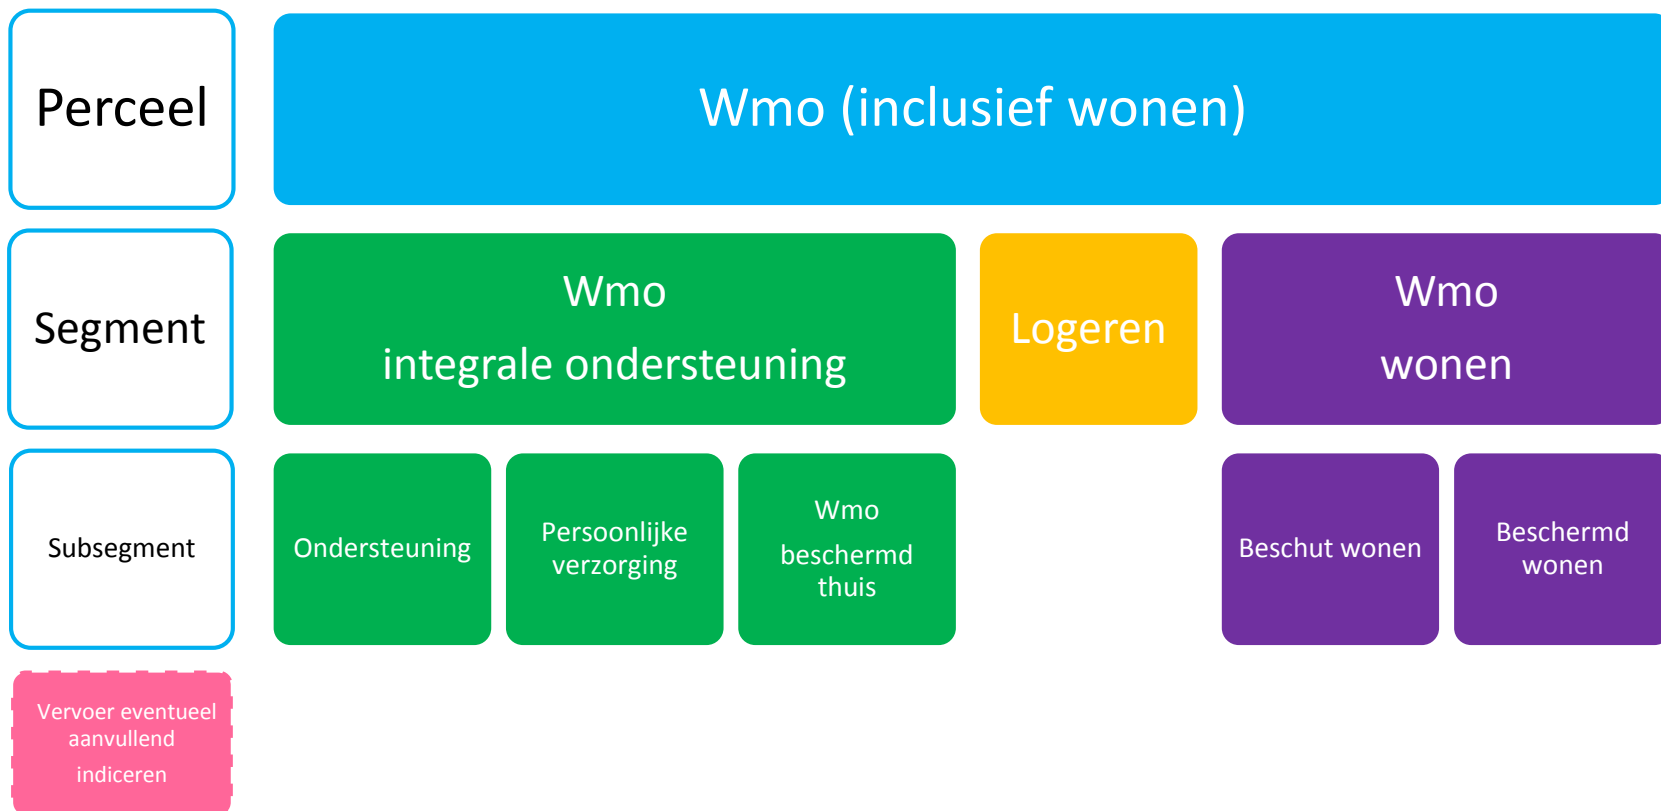 Perceel
Wmo (inclusief wonen)
Segment
Wmo
integrale ondersteuning
Logeren
Wmo
wonen
Subsegment
Ondersteuning
Persoonlijke
verzorging
Wmo
beschermd
thuis
Beschut wonen
Beschermd
wonen
Vervoer eventueel
aanvullend
indiceren